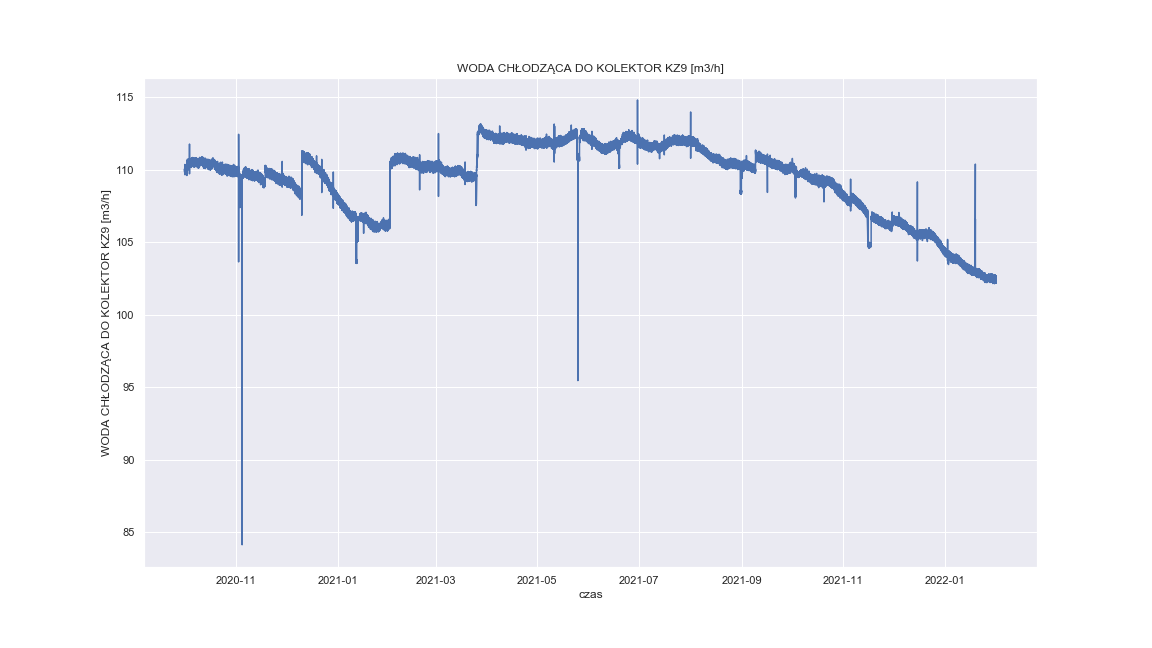 WODA CHŁODZĄCA DO KOLEKTOR KZ9 [m3/h]
WODA CHŁODZĄCA DO KOLEKTOR KZ9 [m3/h]
115
110
105
100
95
90
85
2020-11 2021-01 2021-03 2021-05 2021-07 2021-09 2021-11 2022-01
czas